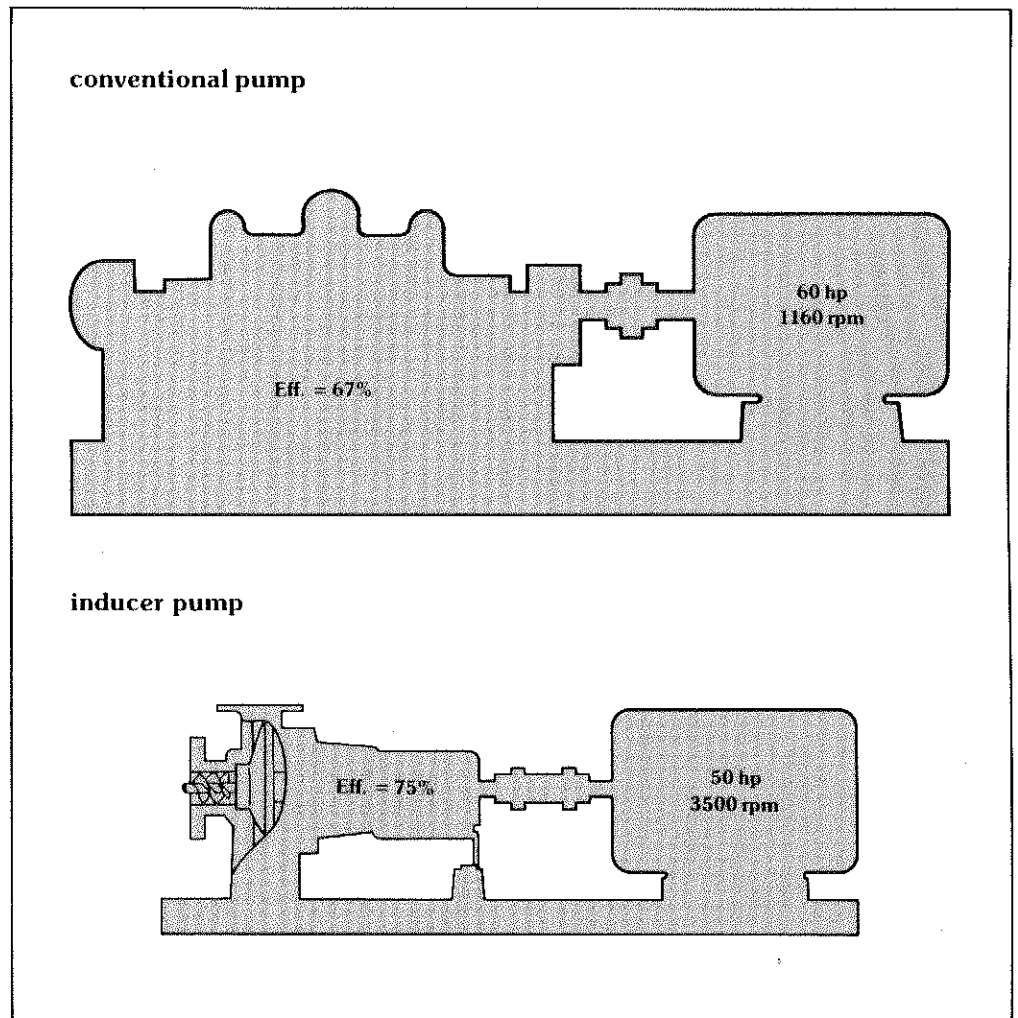 conventional pump
60 hp
1160 rpm
Eff. = 67%
inducer pump
Eff. = 75%
50 hp
3500 rpm